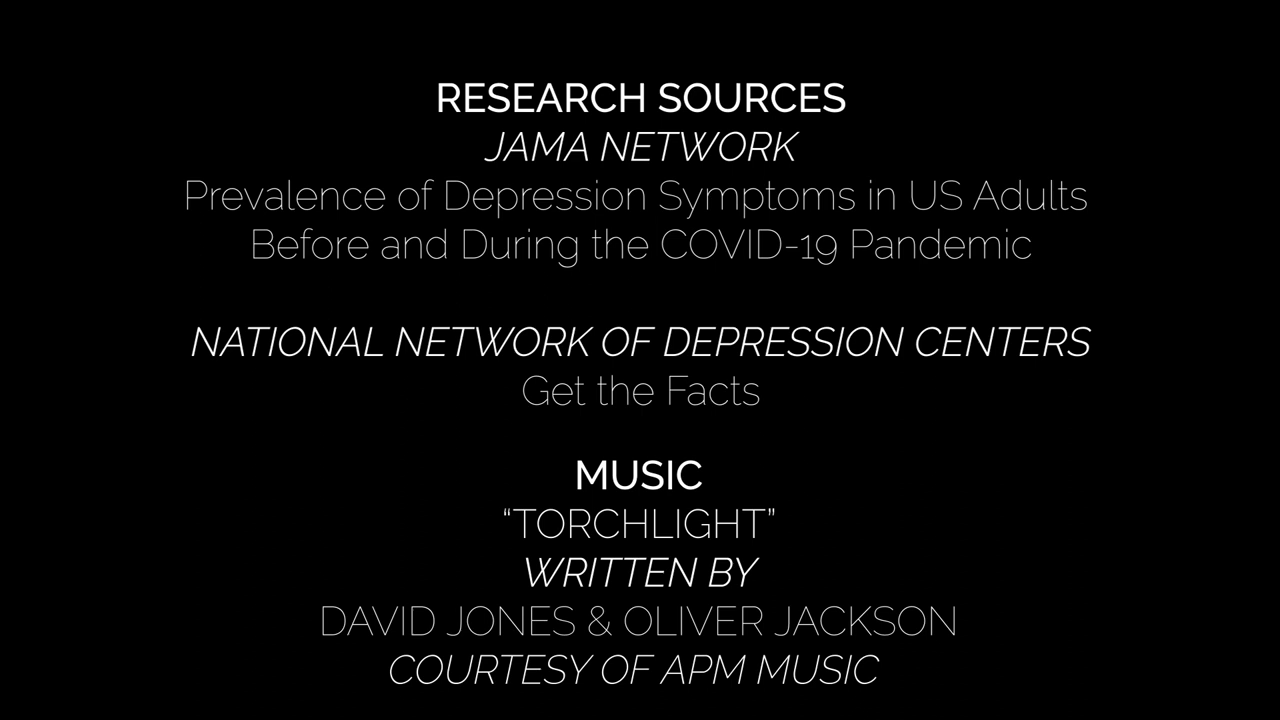 RESEARCH SOURCES
JAMA NETWORK
Prevalence of Depression Symptoms in US Adults
Before and During the COVID-19 Pandemic
NATIONAL NETWORK OF DEPRESSION CENTERS
Get the Facts
MUSIC
“TORCHLIGHT”
WRITTEN BY
DAVID JONES & OLIVER JACKSON
COURTESY OF APM MUSIC